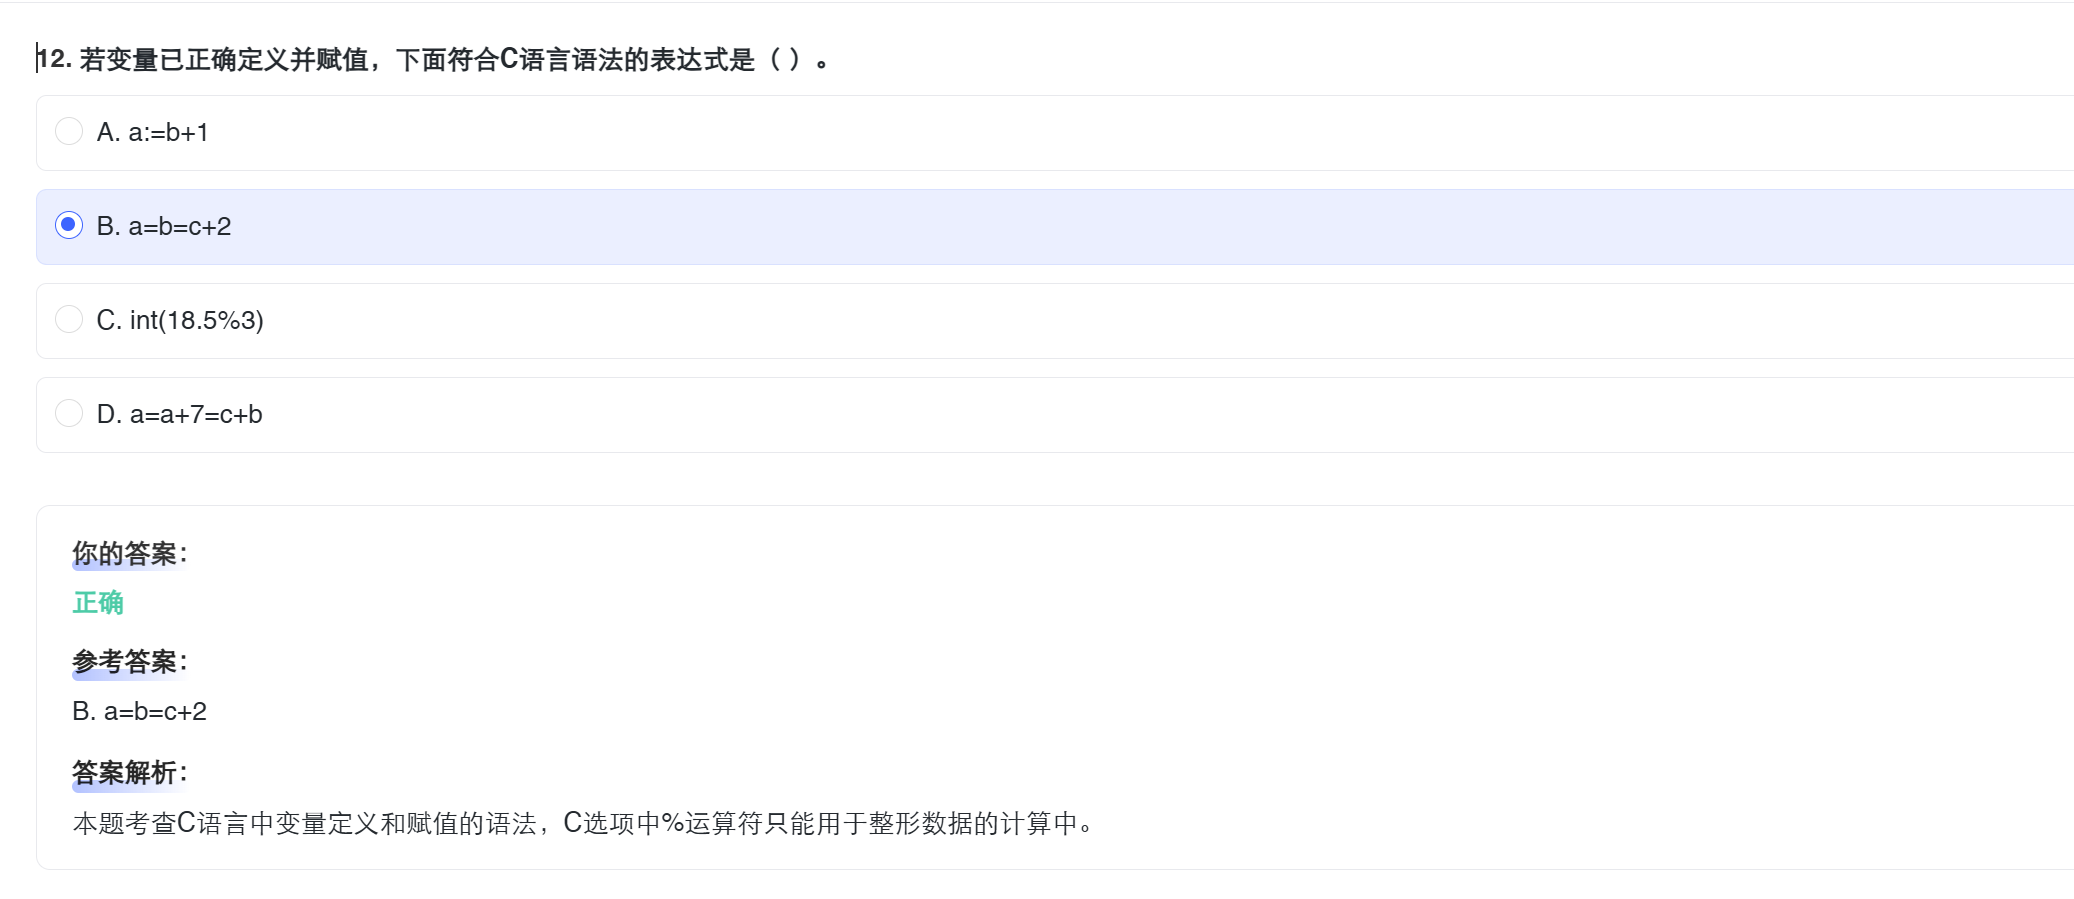 12. 若变量已正确定义并赋值，下面符合C语言语法的表达式是（ ）。
A. a:=b+1
B. a=b=c+2
C. int(18.5%3)
D. a=a+7=c+b
你的答案：
正确
参考答案：
B. a=b=c+2
答案解析：
本题考查C语言中变量定义和赋值的语法，C选项中%运算符只能用于整形数据的计算中。